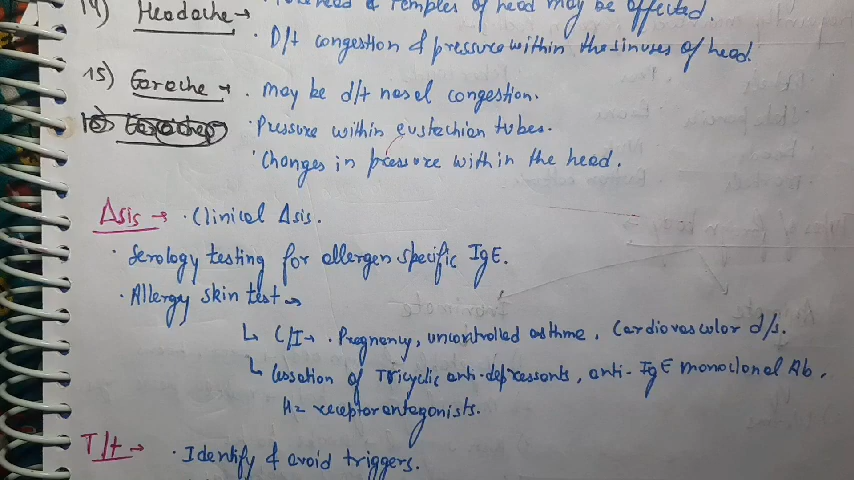 14) Headache → · Forehead & temples of head may be affected.
· D/t congestion & pressure within the sinuses of head.
15) Earache → · may be d/t nasal congestion.
· Pressure within eustachian tubes.
· Changes in pressure within the head.
Δsis → · Clinical Δsis.
· Serology testing for allergen specific IgE.
· Allergy skin test →
↳ C/I → · Pregnancy, uncontrolled asthma, Cardiovascular d/s.
↳ Cessation of Tricyclic anti-depressants, anti-IgE monoclonal Ab,
H2 receptor antagonists.
T/t → · Identify & avoid triggers.